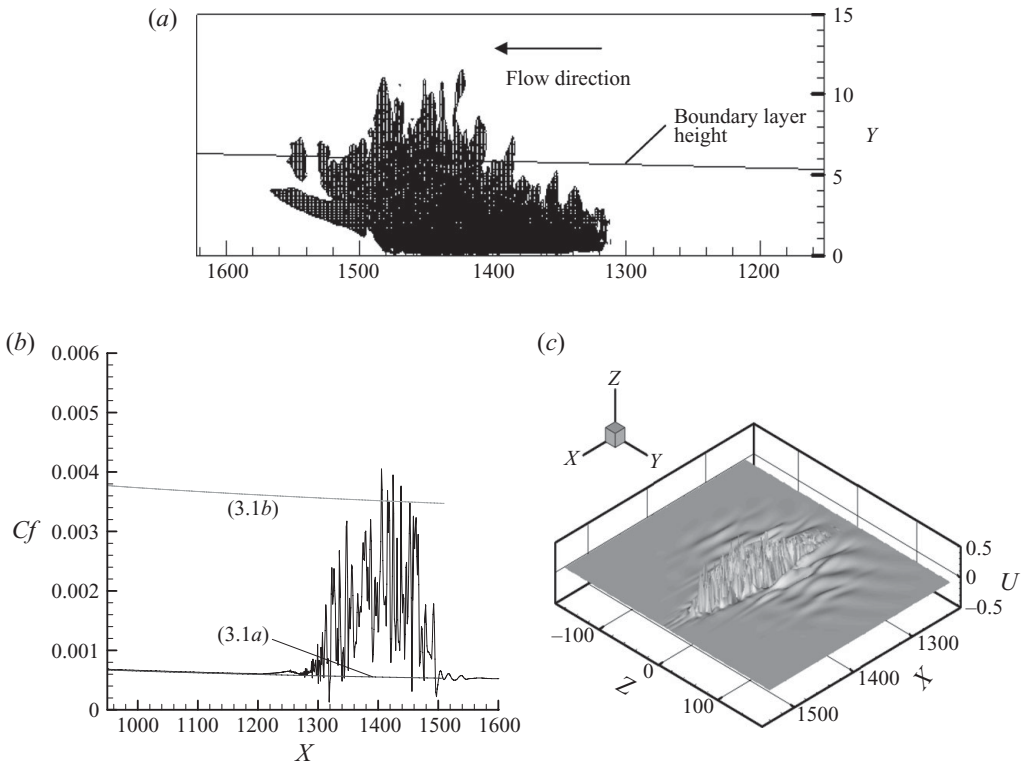 (a)
15
10
5
0
Y
Flow direction
Boundary layer
height
1600 1500 1400 1300 1200
(b)
0.006
0.005
0.004
0.003
0.002
0.001
0
Cf
(3.1b)
(3.1a)
1000 1100 1200 1300 1400 1500 1600
X
(c)
Z
X
Y
0.5
0
−0.5
U
−100
0
100
Z
1300
1400
1500
X